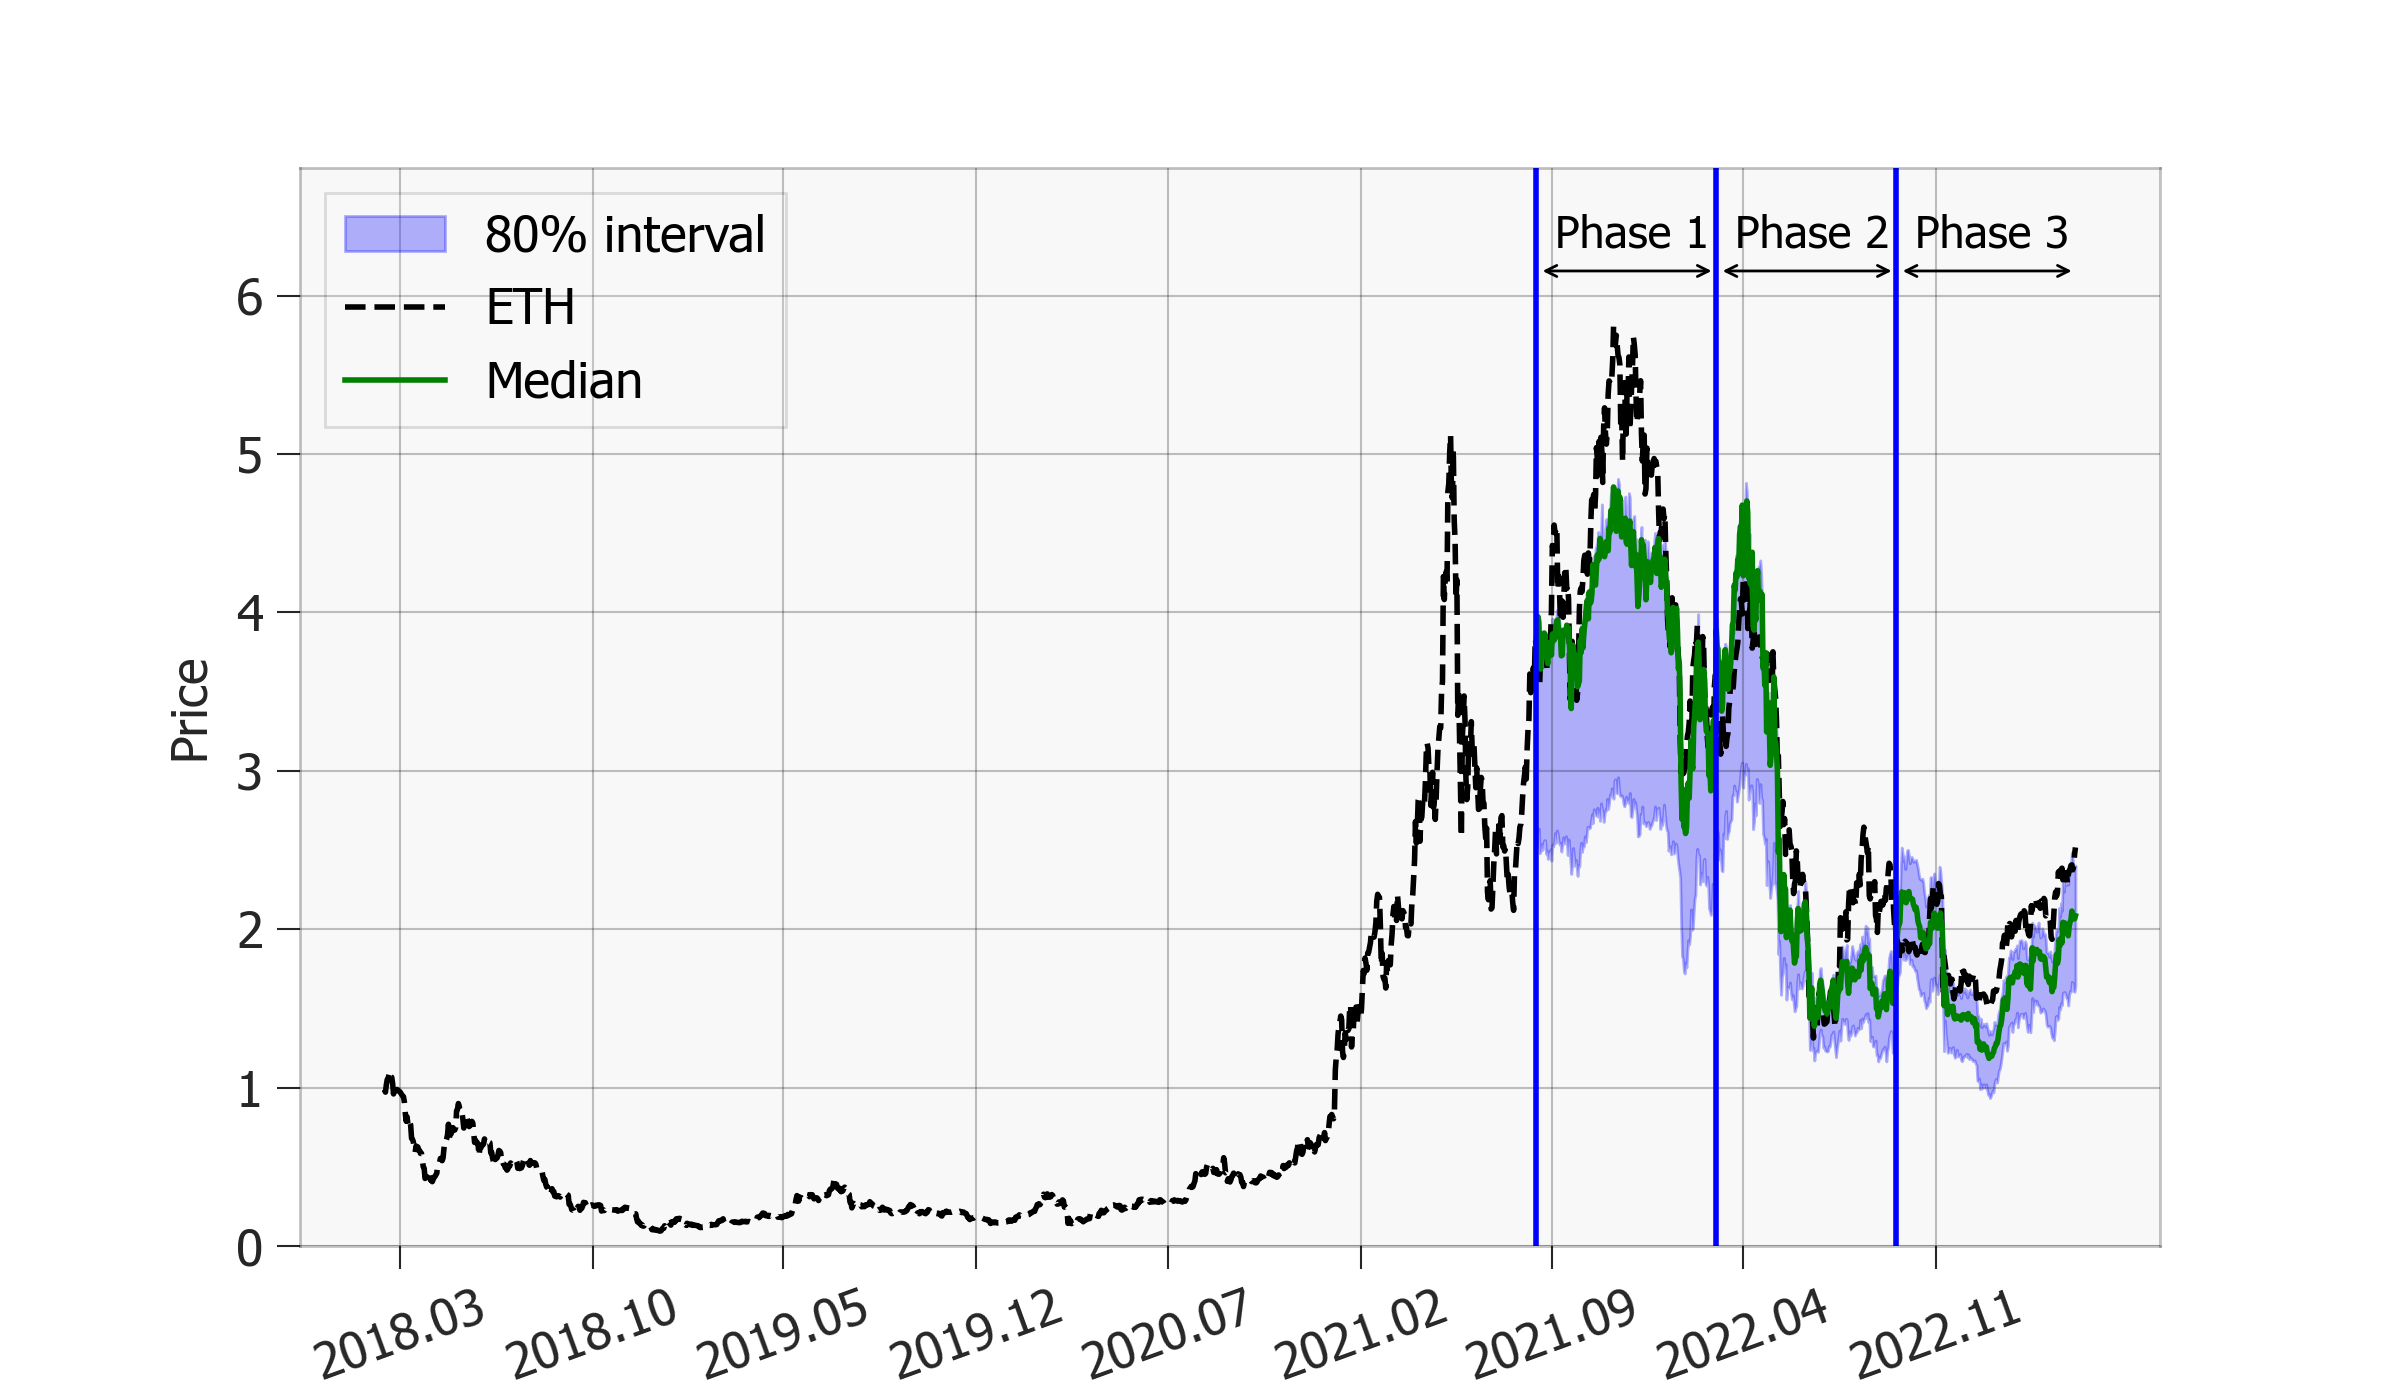 80% interval
ETH
Median
Phase 1
Phase 2
Phase 3
Price
6
5
4
3
2
1
0
2018.03
2018.10
2019.05
2019.12
2020.07
2021.02
2021.09
2022.04
2022.11